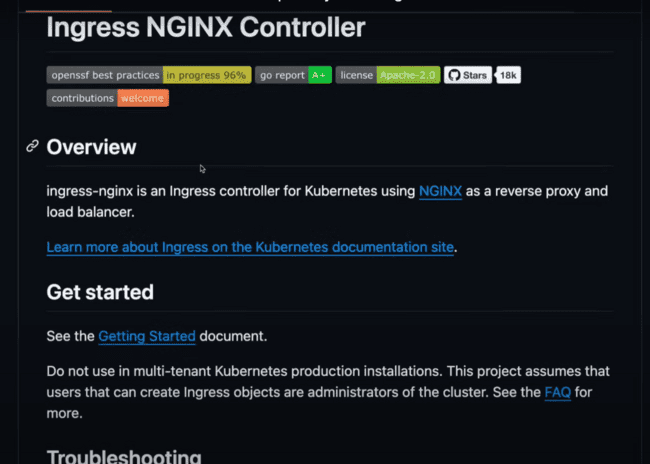 Ingress NGINX Controller
openssf best practices in progress 96% go report A+ license Apache-2.0 Stars 18k
contributions welcome
Overview
ingress-nginx is an Ingress controller for Kubernetes using NGINX as a reverse proxy and
load balancer.
Learn more about Ingress on the Kubernetes documentation site.
Get started
See the Getting Started document.
Do not use in multi-tenant Kubernetes production installations. This project assumes that
users that can create Ingress objects are administrators of the cluster. See the FAQ for
more.
Troubleshooting